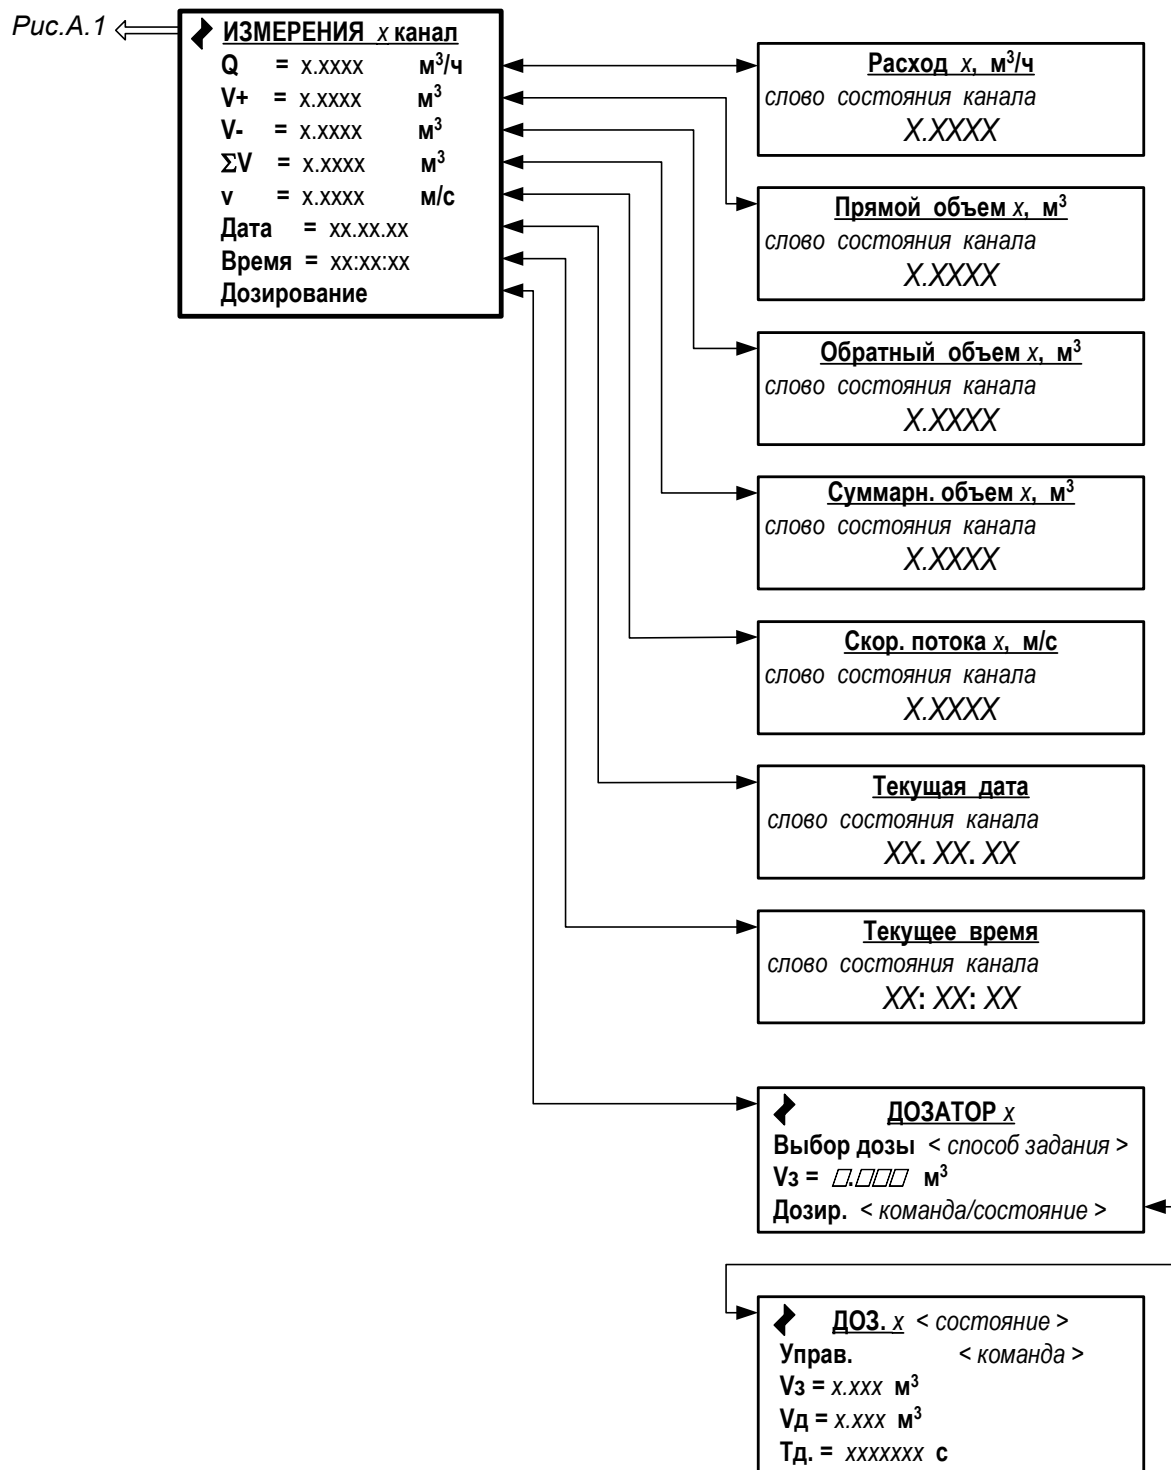 Рис.А.1
ИЗМЕРЕНИЯ x канал
Q = x.xxxx м³/ч
V+ = x.xxxx м³
V- = x.xxxx м³
ΣV = x.xxxx м³
v = x.xxxx м/с
Дата = xx.xx.xx
Время = xx:xx:xx
Дозирование
Расход x, м³/ч
слово состояния канала
X.XXXX
Прямой объем x, м³
слово состояния канала
X.XXXX
Обратный объем x, м³
слово состояния канала
X.XXXX
Суммарн. объем x, м³
слово состояния канала
X.XXXX
Скор. потока x, м/с
слово состояния канала
X.XXXX
Текущая дата
слово состояния канала
XX. XX. XX
Текущее время
слово состояния канала
XX: XX: XX
ДОЗАТОР x
Выбор дозы < способ задания >
Vз = □.□□□ м³
Дозир. < команда/состояние >
ДОЗ. x < состояние >
Управ. < команда >
Vз = x.xxx м³
Vд = x.xxx м³
Тд. = xxxxxxx с